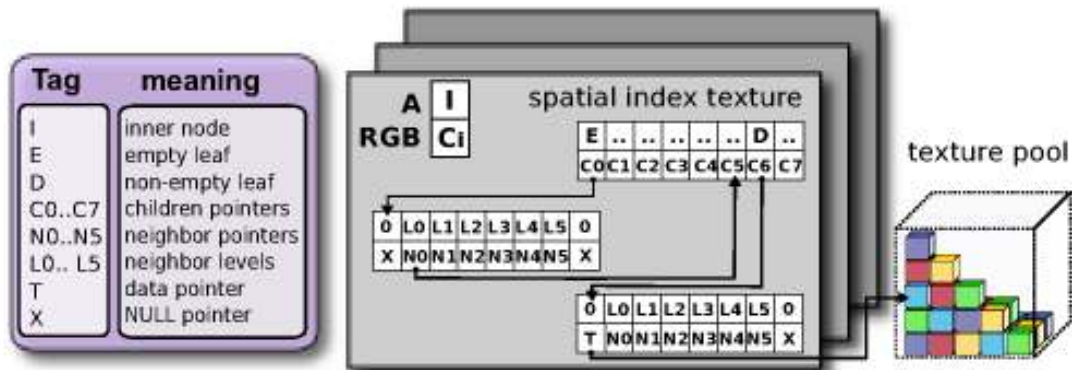 Tag meaning
I inner node
E empty leaf
D non-empty leaf
C0..C7 children pointers
N0..N5 neighbor pointers
L0.. L5 neighbor levels
T data pointer
X NULL pointer
A I
RGB Ci
spatial index texture
E .. .. .. .. .. D ..
C0 C1 C2 C3 C4 C5 C6 C7
0 L0 L1 L2 L3 L4 L5 0
X N0 N1 N2 N3 N4 N5 X
0 L0 L1 L2 L3 L4 L5 0
T N0 N1 N2 N3 N4 N5 X
texture pool